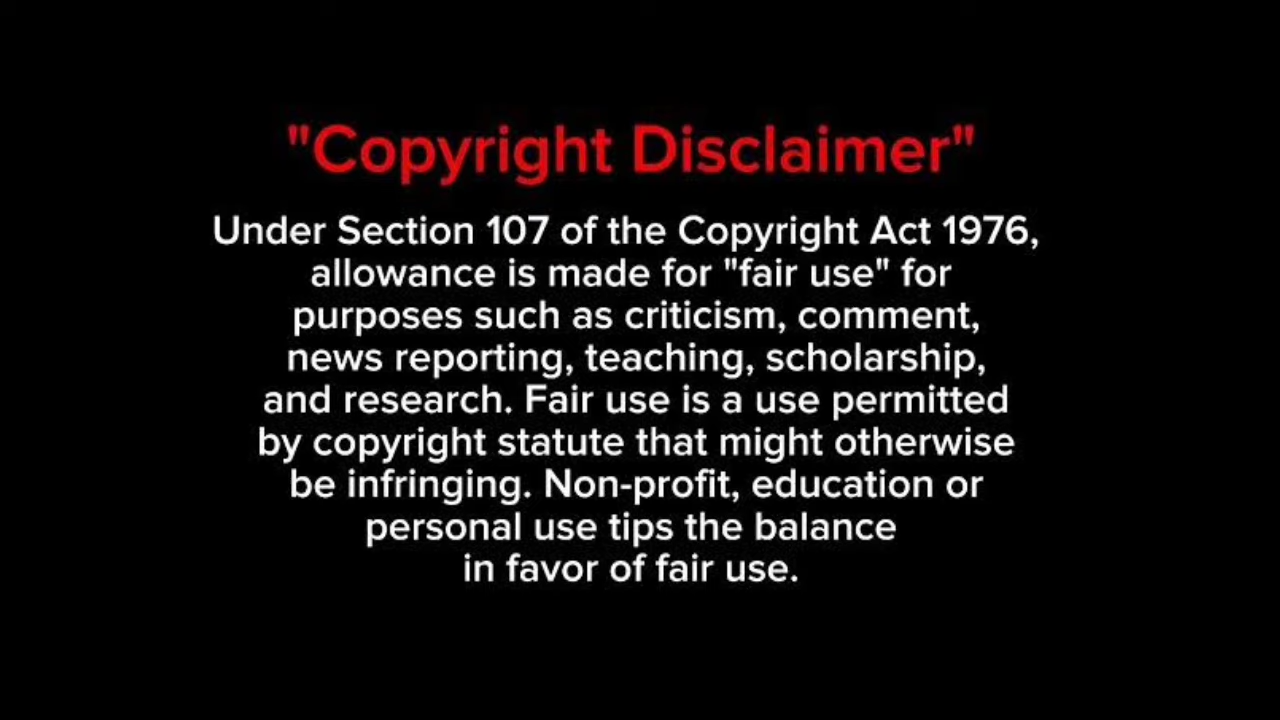 "Copyright Disclaimer"
Under Section 107 of the Copyright Act 1976,
allowance is made for "fair use" for
purposes such as criticism, comment,
news reporting, teaching, scholarship,
and research. Fair use is a use permitted
by copyright statute that might otherwise
be infringing. Non-profit, education or
personal use tips the balance
in favor of fair use.